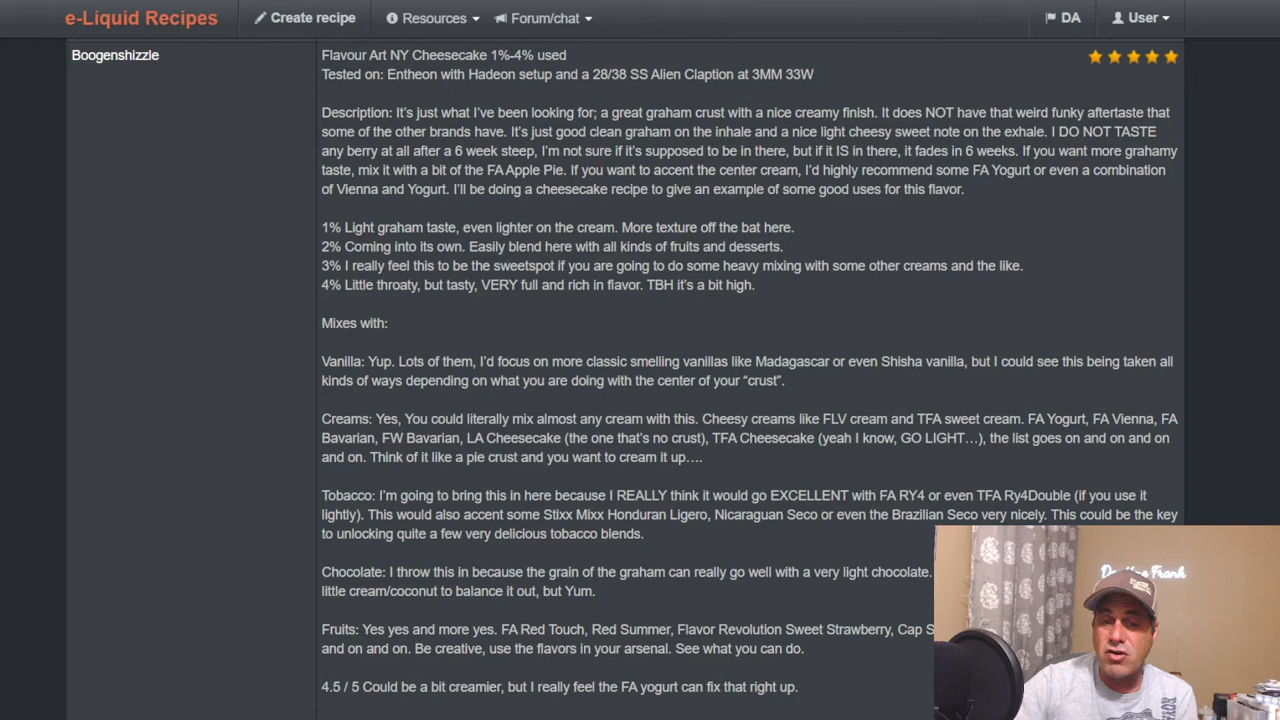 e-Liquid Recipes Create recipe Resources Forum/chat DA User
Boogenshizzle
Flavour Art NY Cheesecake 1%-4% used
Tested on: Entheon with Hadeon setup and a 28/38 SS Alien Claption at 3MM 33W
Description: It’s just what I’ve been looking for; a great graham crust with a nice creamy finish. It does NOT have that weird funky aftertaste that
some of the other brands have. It’s just good clean graham on the inhale and a nice light cheesy sweet note on the exhale. I DO NOT TASTE
any berry at all after a 6 week steep, I’m not sure if it’s supposed to be in there, but if it IS in there, it fades in 6 weeks. If you want more grahamy
taste, mix it with a bit of the FA Apple Pie. If you want to accent the center cream, I’d highly recommend some FA Yogurt or even a combination
of Vienna and Yogurt. I’ll be doing a cheesecake recipe to give an example of some good uses for this flavor.
1% Light graham taste, even lighter on the cream. More texture off the bat here.
2% Coming into its own. Easily blend here with all kinds of fruits and desserts.
3% I really feel this to be the sweetspot if you are going to do some heavy mixing with some other creams and the like.
4% Little throaty, but tasty, VERY full and rich in flavor. TBH it’s a bit high.
Mixes with:
Vanilla: Yup. Lots of them, I’d focus on more classic smelling vanillas like Madagascar or even Shisha vanilla, but I could see this being taken all
kinds of ways depending on what you are doing with the center of your “crust”.
Creams: Yes, You could literally mix almost any cream with this. Cheesy creams like FLV cream and TFA sweet cream. FA Yogurt, FA Vienna, FA
Bavarian, FW Bavarian, LA Cheesecake (the one that’s no crust), TFA Cheesecake (yeah I know, GO LIGHT…), the list goes on and on and on
and on. Think of it like a pie crust and you want to cream it up….
Tobacco: I’m going to bring this in here because I REALLY think it would go EXCELLENT with FA RY4 or even TFA Ry4Double (if you use it
lightly). This would also accent some Stixx Mixx Honduran Ligero, Nicaraguan Seco or even the Brazilian Seco very nicely. This could be the key
to unlocking quite a few very delicious tobacco blends.
Chocolate: I throw this in because the grain of the graham can really go well with a very light chocolate.
little cream/coconut to balance it out, but Yum.
Fruits: Yes yes and more yes. FA Red Touch, Red Summer, Flavor Revolution Sweet Strawberry, Cap S
and on and on. Be creative, use the flavors in your arsenal. See what you can do.
4.5 / 5 Could be a bit creamier, but I really feel the FA yogurt can fix that right up.
Frank